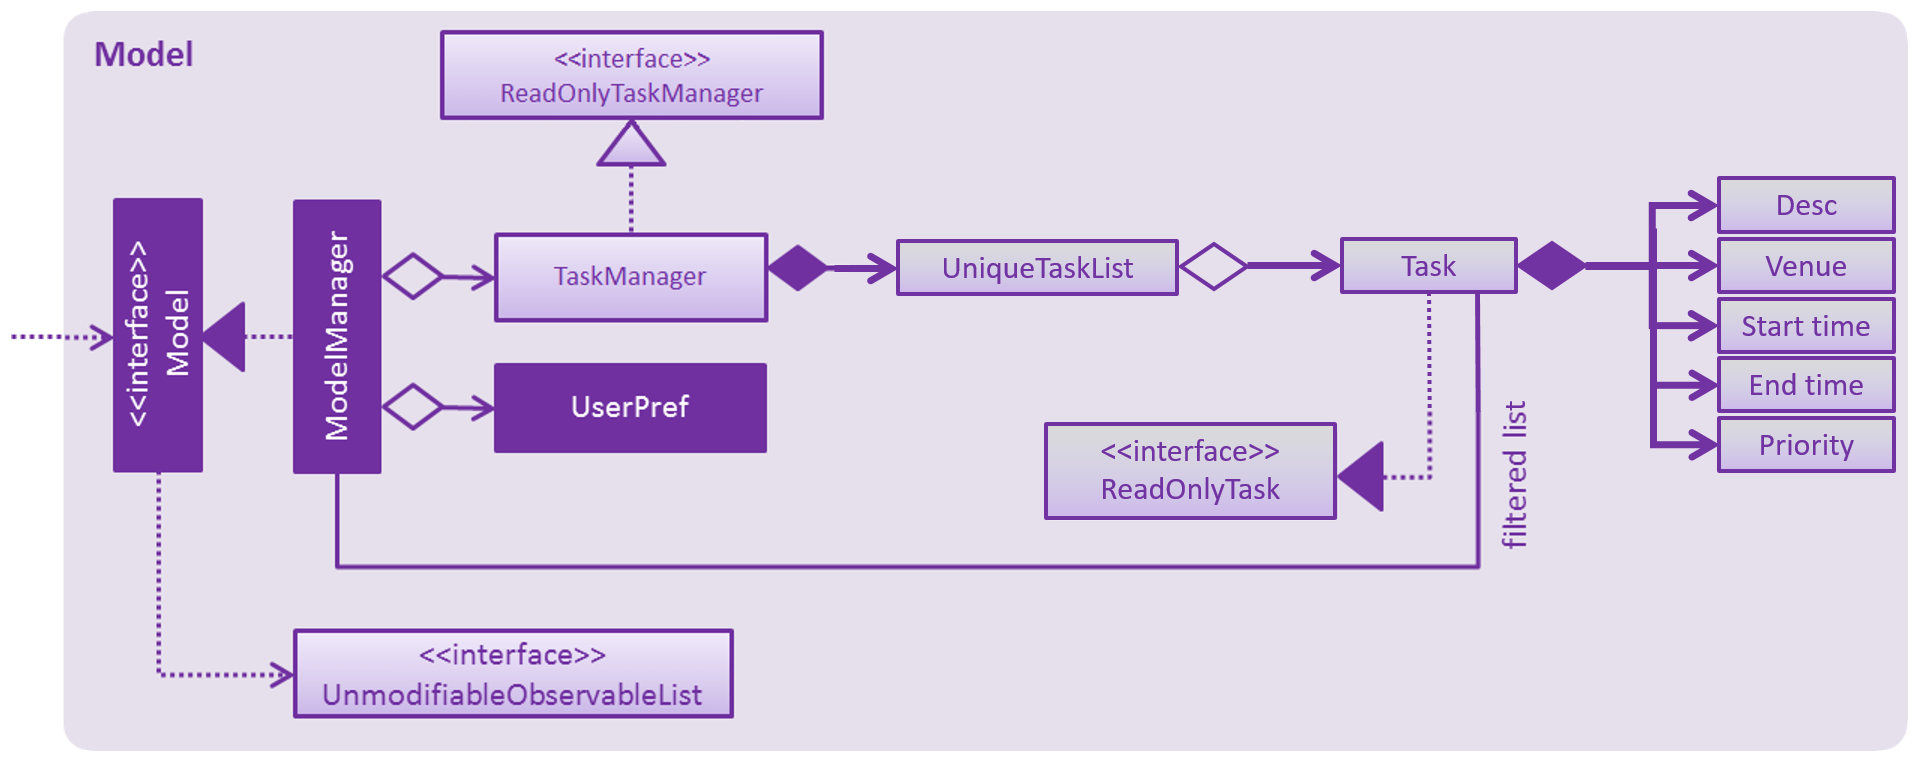 Model
<<interface>>
ReadOnlyTaskManager
<<interface>>
Model
ModelManager
TaskManager
UserPref
UniqueTaskList
Task
Desc
Venue
Start time
End time
Priority
<<interface>>
ReadOnlyTask
filtered list
<<interface>>
UnmodifiableObservableList